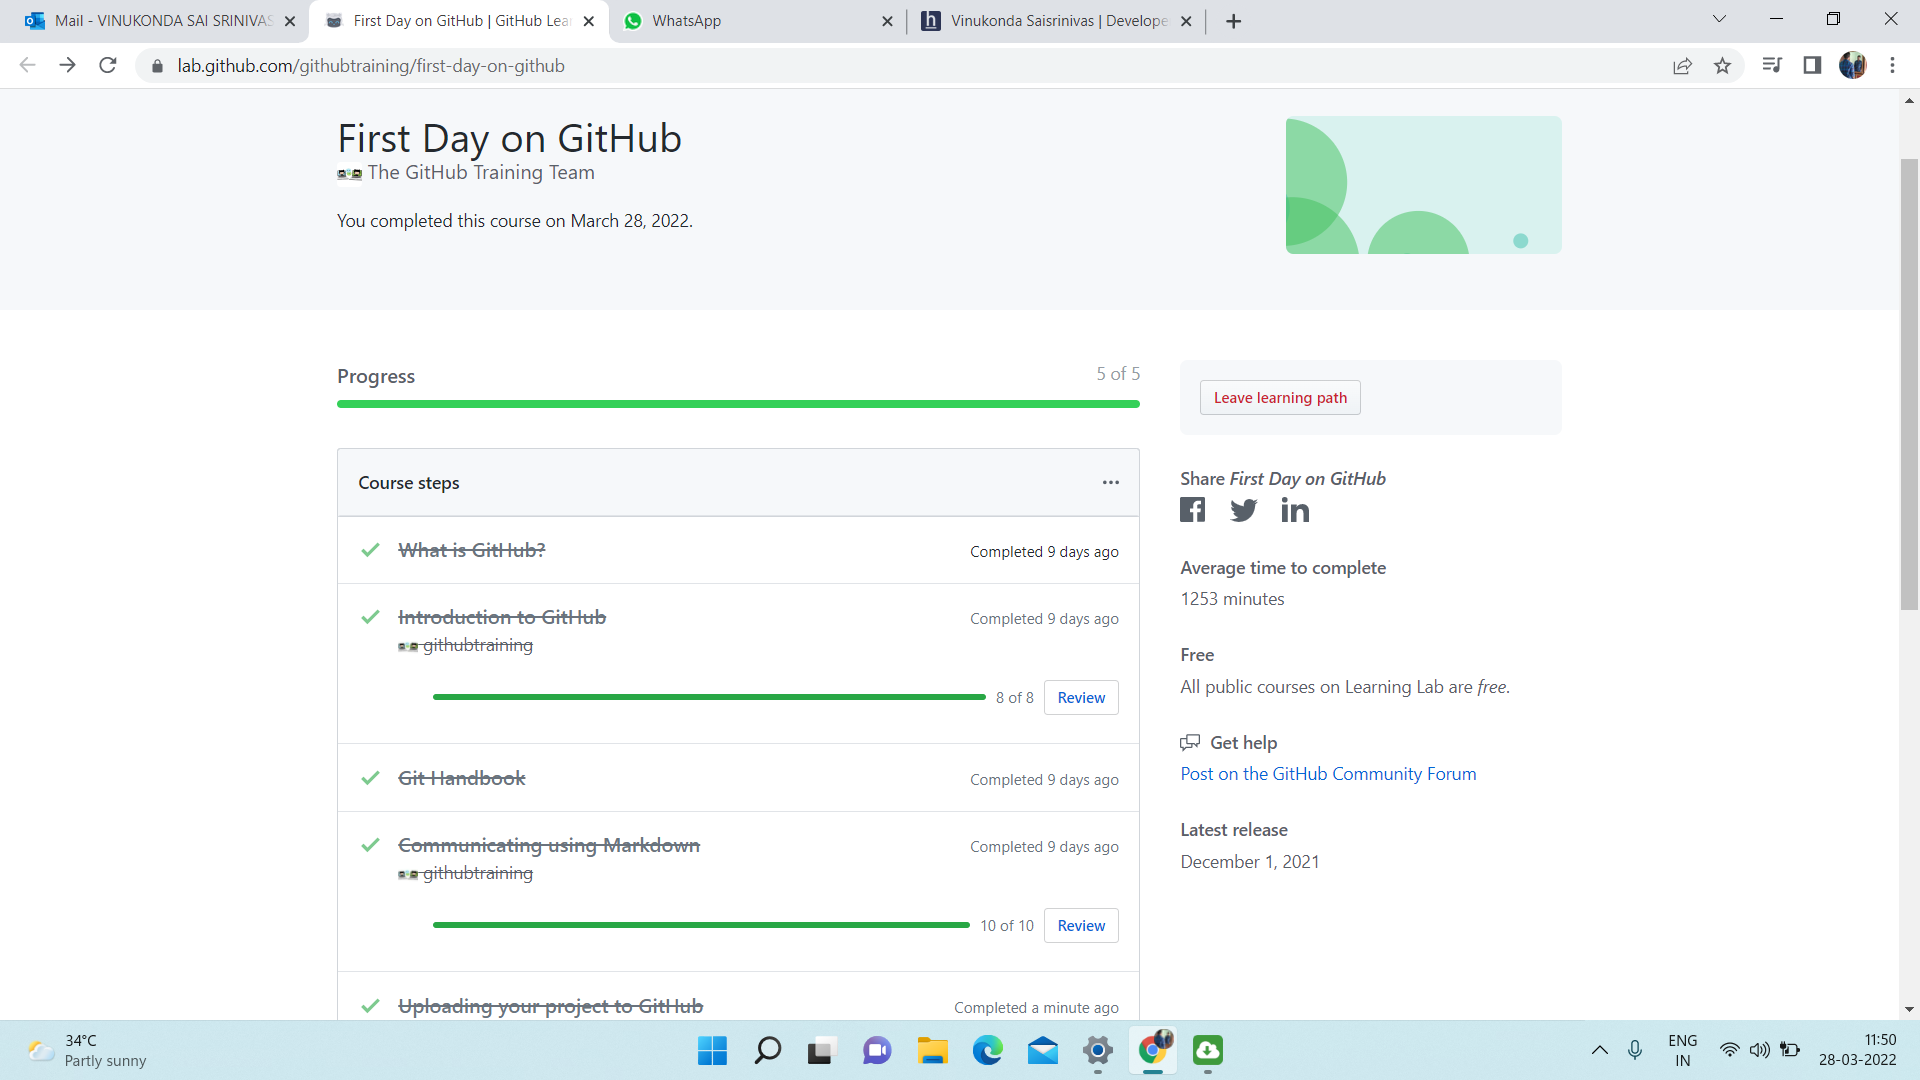 Mail - VINUKONDA SAI SRINIVAS
First Day on GitHub | GitHub Lea
WhatsApp
Vinukonda Saisrinivas | Develope
lab.github.com/githubtraining/first-day-on-github
First Day on GitHub
The GitHub Training Team
You completed this course on March 28, 2022.
Progress
5 of 5
Leave learning path
Course steps
What is GitHub?
Completed 9 days ago
Introduction to GitHub
Completed 9 days ago
githubtraining
8 of 8
Review
Git Handbook
Completed 9 days ago
Communicating using Markdown
Completed 9 days ago
githubtraining
10 of 10
Review
Uploading your project to GitHub
Completed a minute ago
Share First Day on GitHub
Average time to complete
1253 minutes
Free
All public courses on Learning Lab are free.
Get help
Post on the GitHub Community Forum
Latest release
December 1, 2021
34°C
Partly sunny
ENG
IN
11:50
28-03-2022